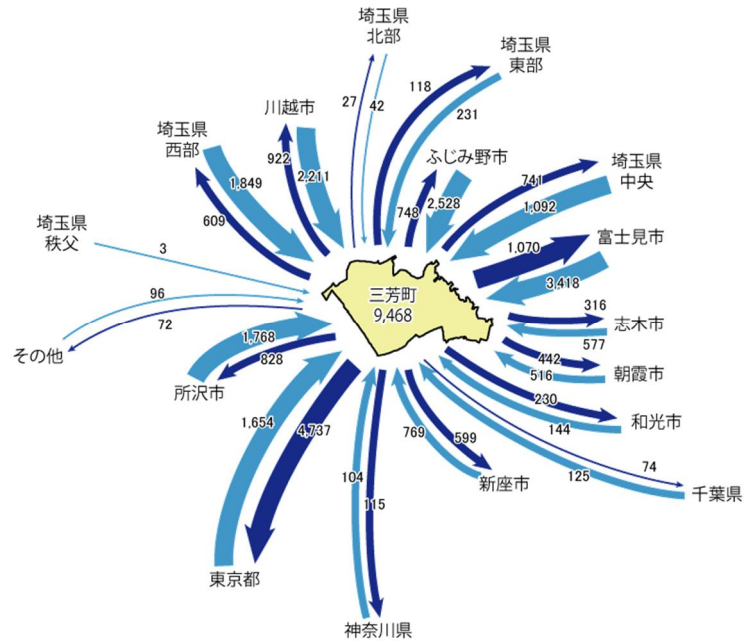 埼玉県
北部
埼玉県
東部
27
42
118
231
川越市
922
2,211
埼玉県
西部
1,849
609
ふじみ野市
748
2,528
埼玉県
中央
741
1,092
富士見市
1,070
3,418
埼玉県
秩父
3
三芳町
9,468
その他
96
72
志木市
316
577
朝霞市
442
516
和光市
230
144
所沢市
1,768
828
千葉県
74
125
新座市
769
599
東京都
1,654
4,737
神奈川県
104
115